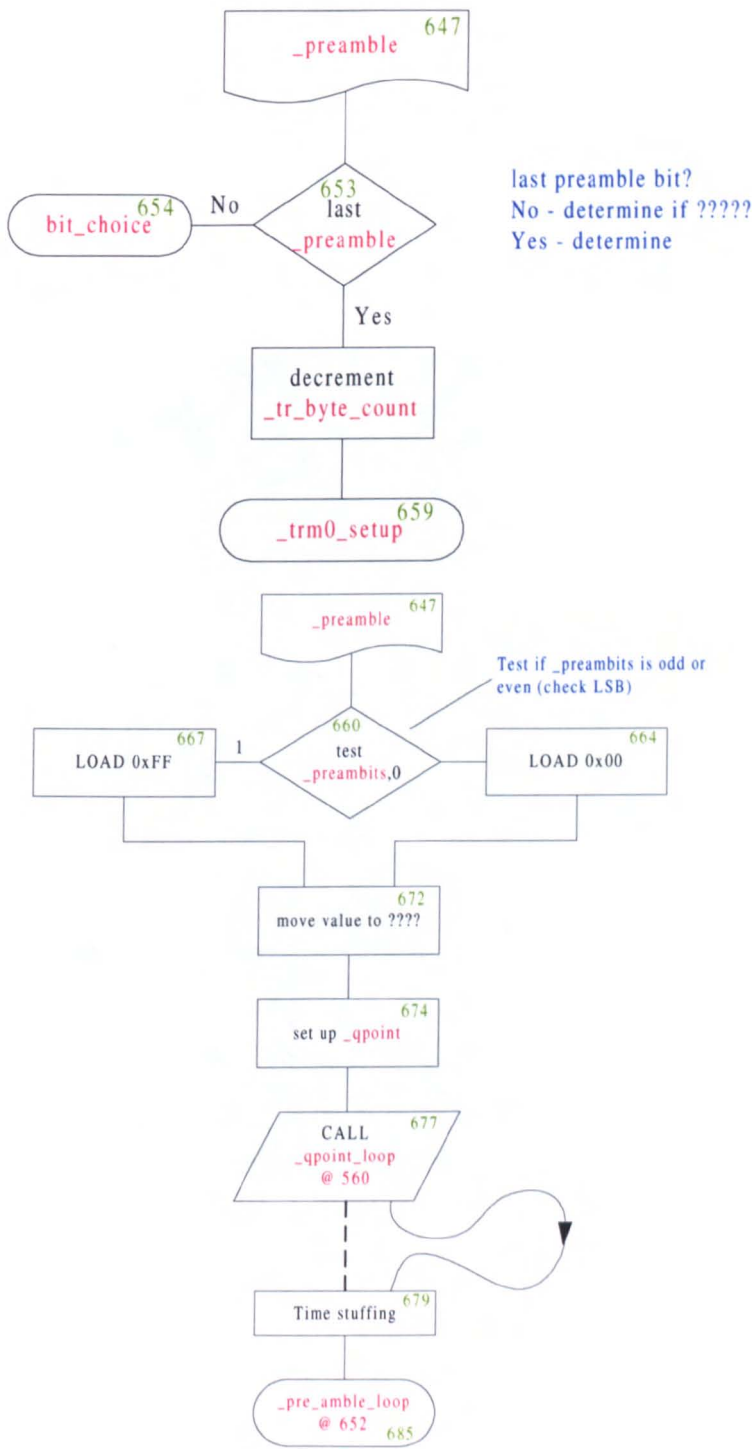 647
_preamble
654
bit_choice
No
653
last
_preamble
last preamble bit?
No - determine if ?????
Yes - determine
Yes
decrement
_tr_byte_count
659
_trm0_setup
647
_preamble
Test if _preambits is odd or
even (check LSB)
667
LOAD 0xFF
1
660
test
_preambits,0
664
LOAD 0x00
672
move value to ????
674
set up _qpoint
677
CALL
_qpoint_loop
@ 560
679
Time stuffing
_pre_amble_loop
@ 652
685